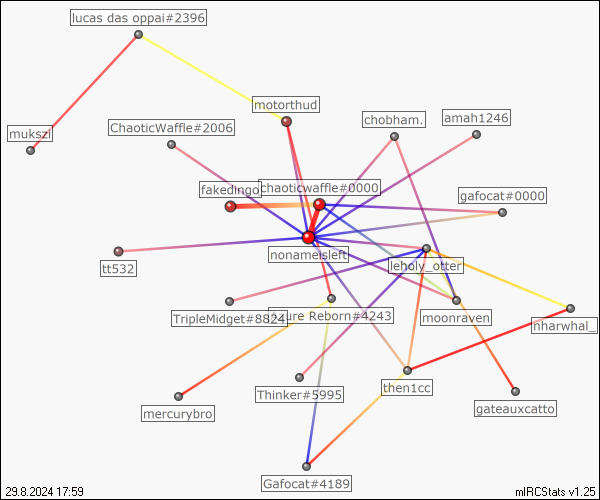 lucas das oppai#2396
motorthud
chobham.
amah1246
ChaoticWaffle#2006
mukszi
fakedingo
chaoticwaffle#0000
gafocat#0000
nonameisleft
leholy_otter
tt532
TripleMidget#8824
ure Reborn#4243
moonraven
nharwhal_
Thinker#5995
then1cc
mercurybro
gateauxcatto
Gafocat#4189
29.8.2024 17:59
mIRCStats v1.25